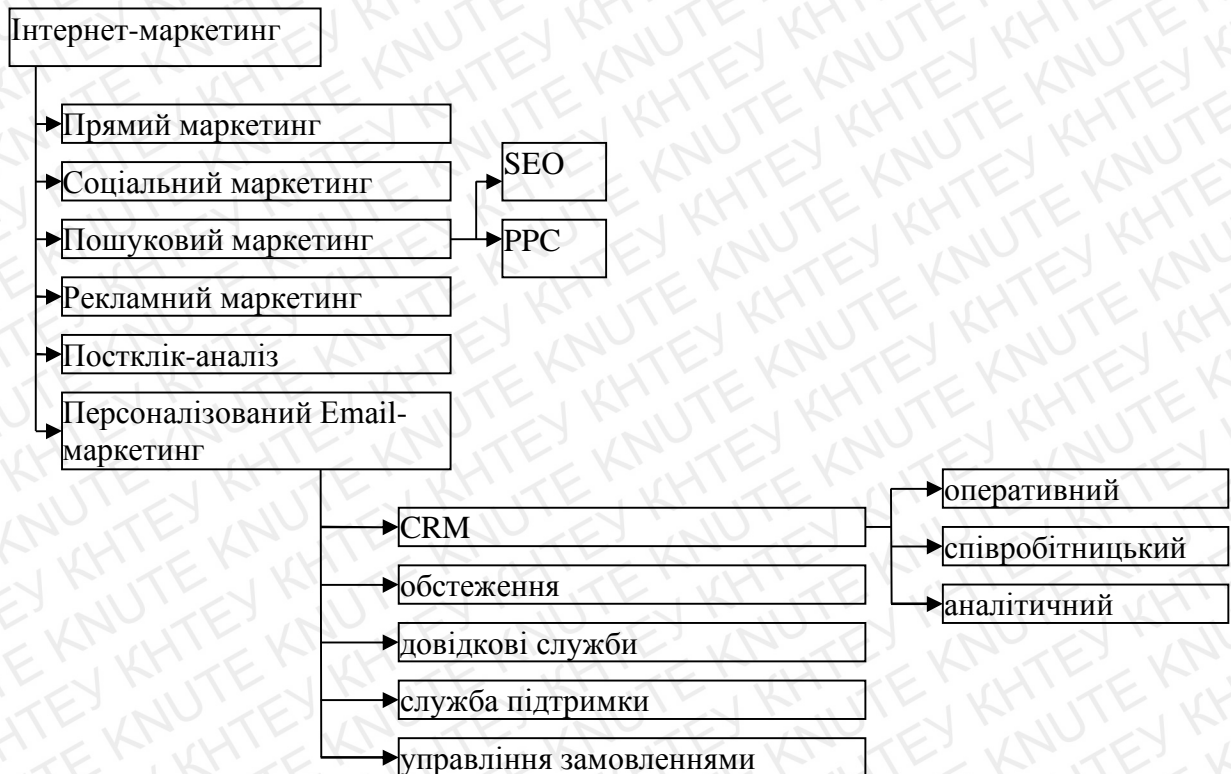 Інтернет-маркетинг
Прямий маркетинг
Соціальний маркетинг
Пошуковий маркетинг
SEO
PPC
Рекламний маркетинг
Постклік-аналіз
Персоналізований Email-
маркетинг
CRM
оперативний
співробітницький
аналітичний
обстеження
довідкові служби
служба підтримки
управління замовленнями